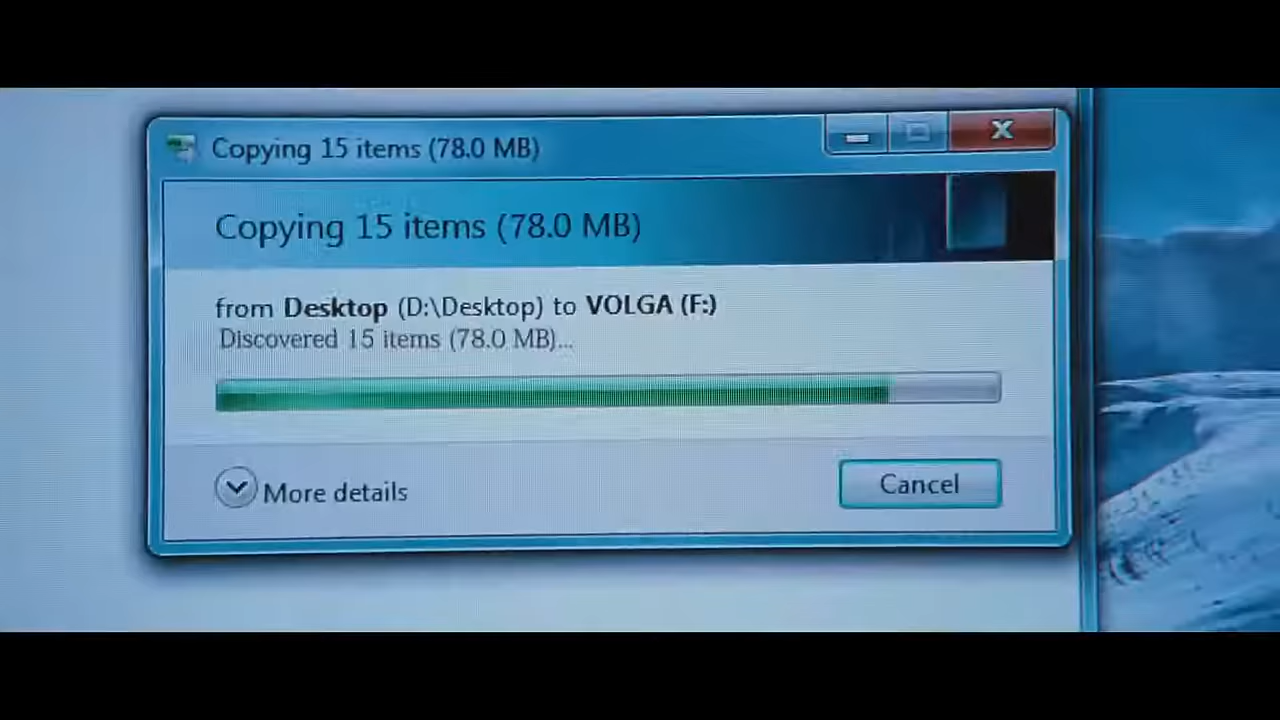 Copying 15 items (78.0 MB)
Copying 15 items (78.0 MB)
from Desktop (D:\Desktop) to VOLGA (F:)
Discovered 15 items (78.0 MB)...
More details
Cancel